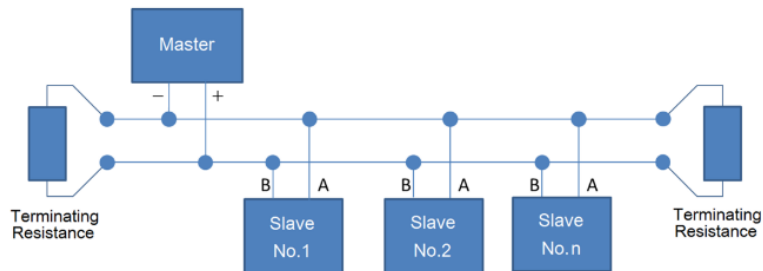 Master
−
+
B
A
B
A
B
A
Terminating
Resistance
Slave
No.1
Slave
No.2
Slave
No.n
Terminating
Resistance